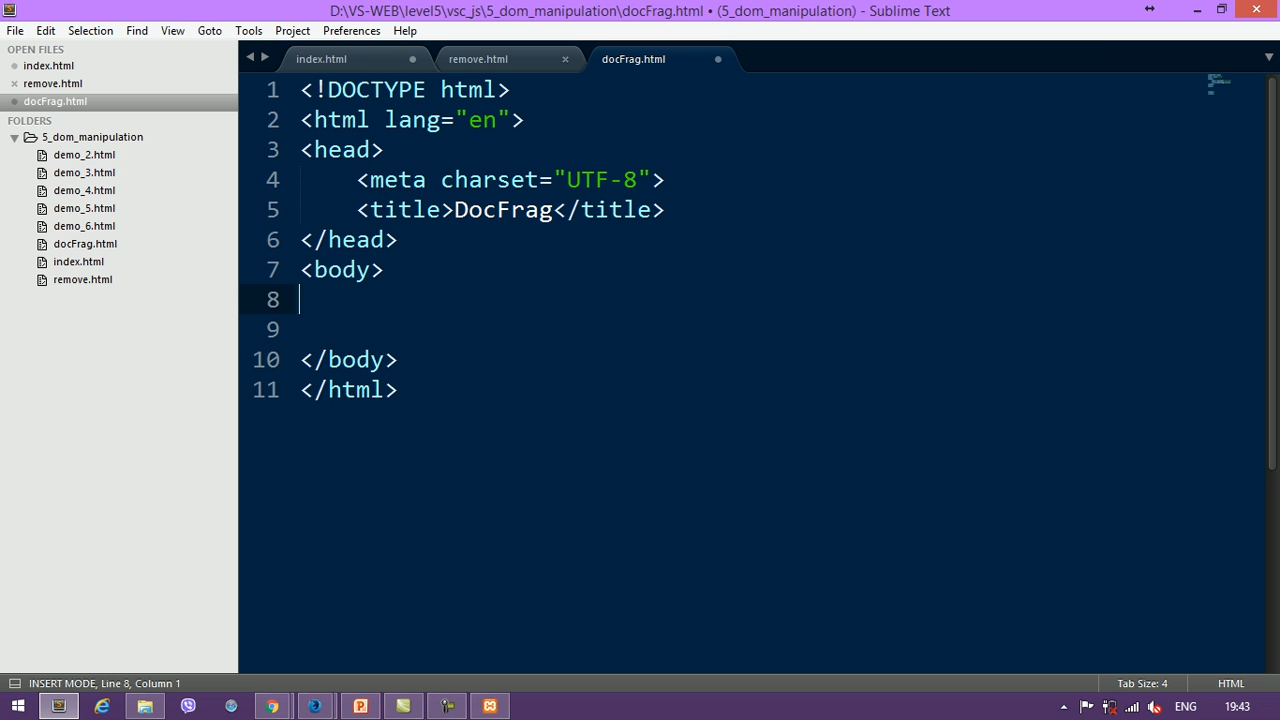 D:\VS-WEB\level5\vsc_js\5_dom_manipulation\docFrag.html • (5_dom_manipulation) - Sublime Text
File Edit Selection Find View Goto Tools Project Preferences Help
OPEN FILES
index.html
remove.html
docFrag.html
FOLDERS
5_dom_manipulation
demo_2.html
demo_3.html
demo_4.html
demo_5.html
demo_6.html
docFrag.html
index.html
remove.html
index.html remove.html docFrag.html
1 <!DOCTYPE html>
2 <html lang="en">
3 <head>
4 <meta charset="UTF-8">
5 <title>DocFrag</title>
6 </head>
7 <body>
8
9
10 </body>
11 </html>
INSERT MODE, Line 8, Column 1 Tab Size: 4 HTML
ENG 19:43